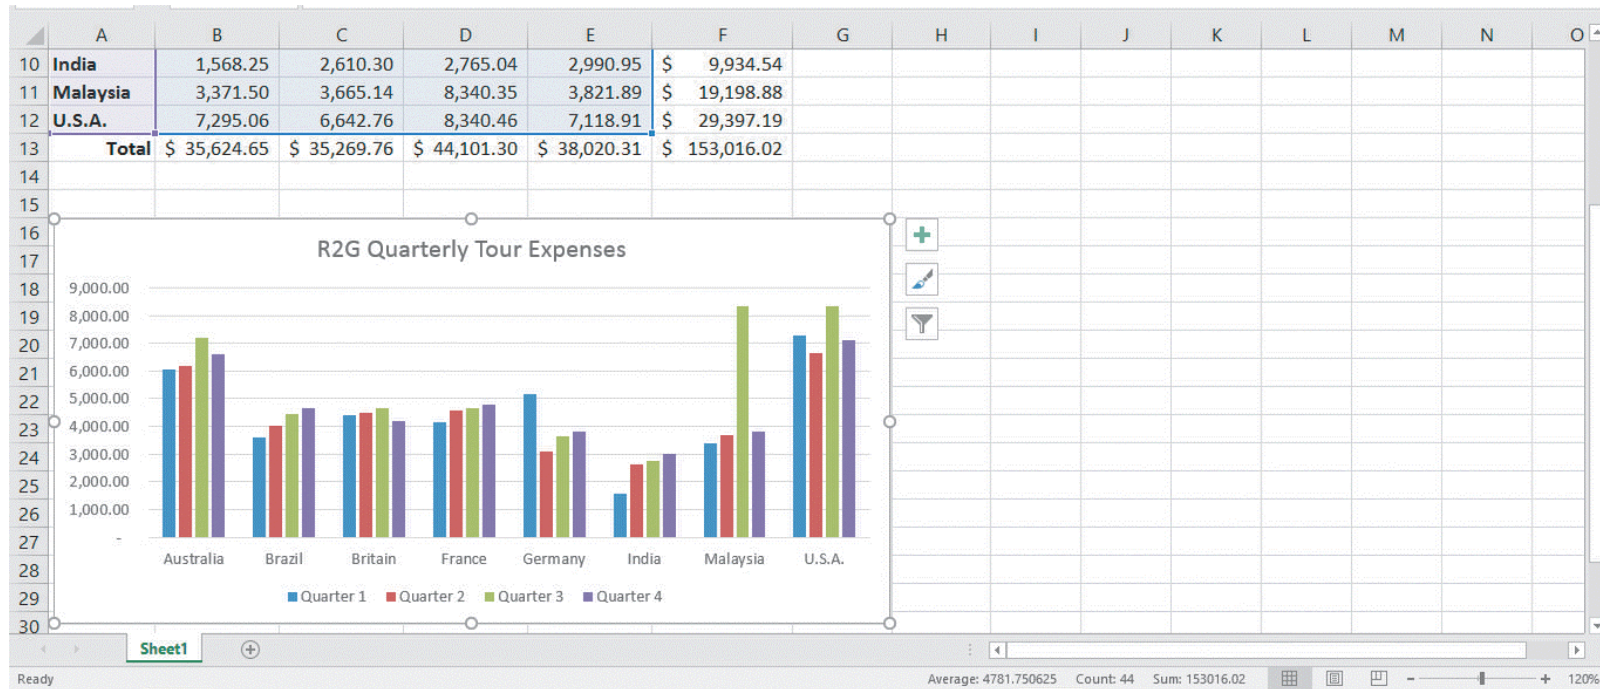 A B C D E F G H I J K L M N O
10 India 1,568.25 2,610.30 2,765.04 2,990.95 $ 9,934.54
11 Malaysia 3,371.50 3,665.14 8,340.35 3,821.89 $ 19,198.88
12 U.S.A. 7,295.06 6,642.76 8,340.46 7,118.91 $ 29,397.19
13 Total $ 35,624.65 $ 35,269.76 $ 44,101.30 $ 38,020.31 $ 153,016.02
14
15
16
17
18
19
20
21
22
23
24
25
26
27
28
29
30
R2G Quarterly Tour Expenses
9,000.00
8,000.00
7,000.00
6,000.00
5,000.00
4,000.00
3,000.00
2,000.00
1,000.00
-
Australia Brazil Britain France Germany India Malaysia U.S.A.
Quarter 1 Quarter 2 Quarter 3 Quarter 4
Sheet1
Ready Average: 4781.750625 Count: 44 Sum: 153016.02 - + 120%